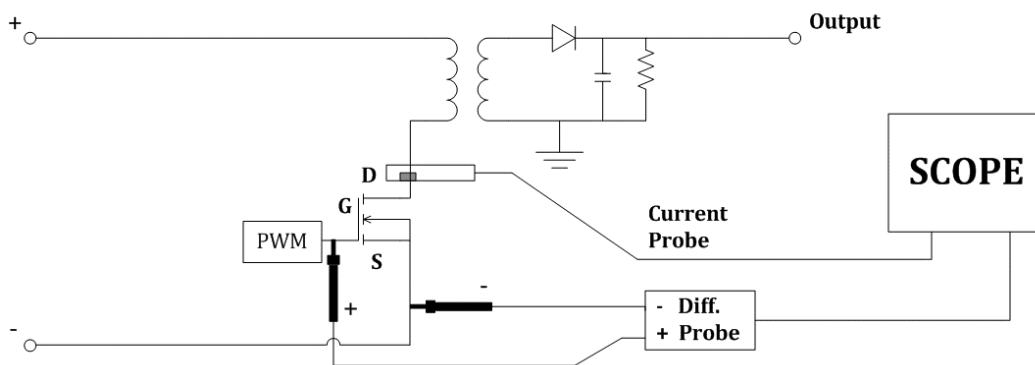 +
Output
D
SCOPE
G
Current
Probe
PWM
S
-
+
- Diff.
+ Probe
-